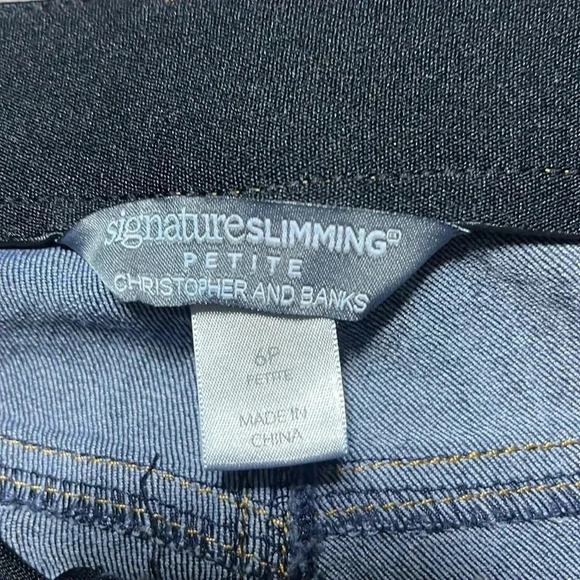 signatureSLIMMING®
PETITE
CHRISTOPHER AND BANKS
6P
PETITE
MADE IN
CHINA